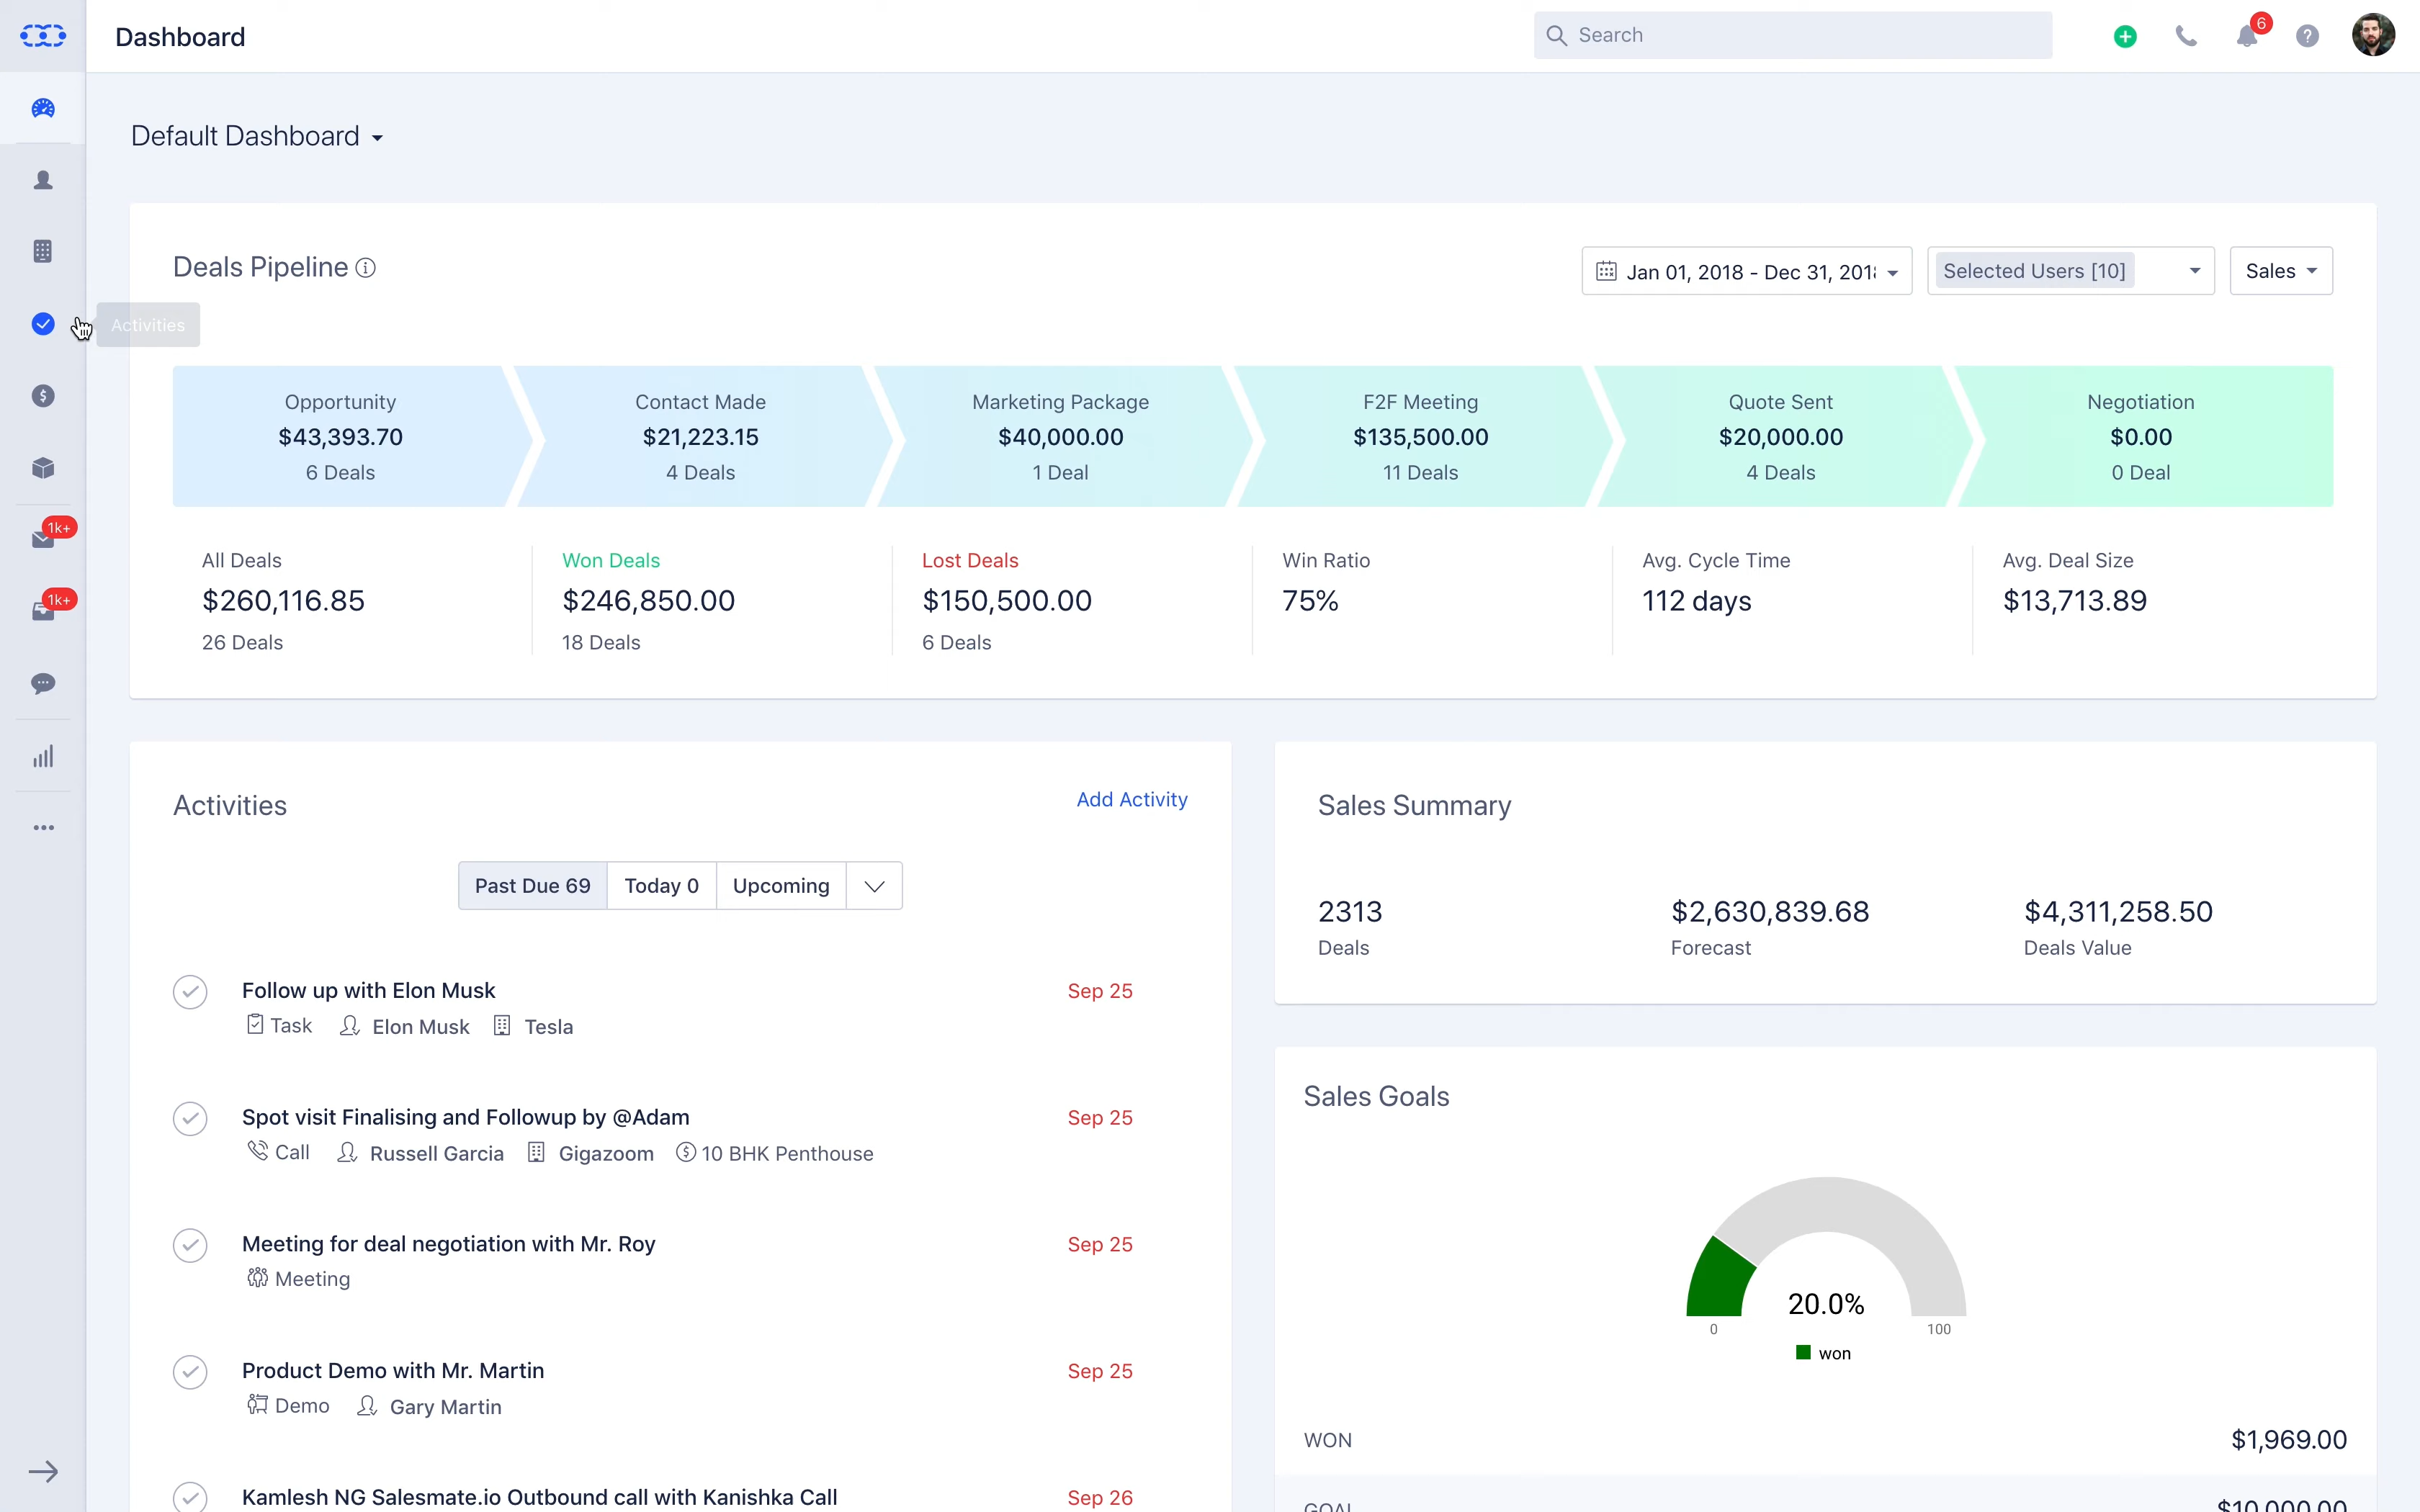 Dashboard
Search
6
Default Dashboard
Deals Pipeline
Jan 01, 2018 - Dec 31, 201
Selected Users [10]
Sales
Activities
Opportunity
$43,393.70
6 Deals
Contact Made
$21,223.15
4 Deals
Marketing Package
$40,000.00
1 Deal
F2F Meeting
$135,500.00
11 Deals
Quote Sent
$20,000.00
4 Deals
Negotiation
$0.00
0 Deal
1k+
1k+
All Deals
$260,116.85
26 Deals
Won Deals
$246,850.00
18 Deals
Lost Deals
$150,500.00
6 Deals
Win Ratio
75%
Avg. Cycle Time
112 days
Avg. Deal Size
$13,713.89
Activities
Add Activity
Past Due 69
Today 0
Upcoming
Follow up with Elon Musk
Sep 25
Task Elon Musk Tesla
Spot visit Finalising and Followup by @Adam
Sep 25
Call Russell Garcia Gigazoom 10 BHK Penthouse
Meeting for deal negotiation with Mr. Roy
Sep 25
Meeting
Product Demo with Mr. Martin
Sep 25
Demo Gary Martin
Kamlesh NG Salesmate.io Outbound call with Kanishka Call
Sep 26
Sales Summary
2313
Deals
$2,630,839.68
Forecast
$4,311,258.50
Deals Value
Sales Goals
20.0%
0
100
won
WON
$1,969.00
GOAL
$10,000.00